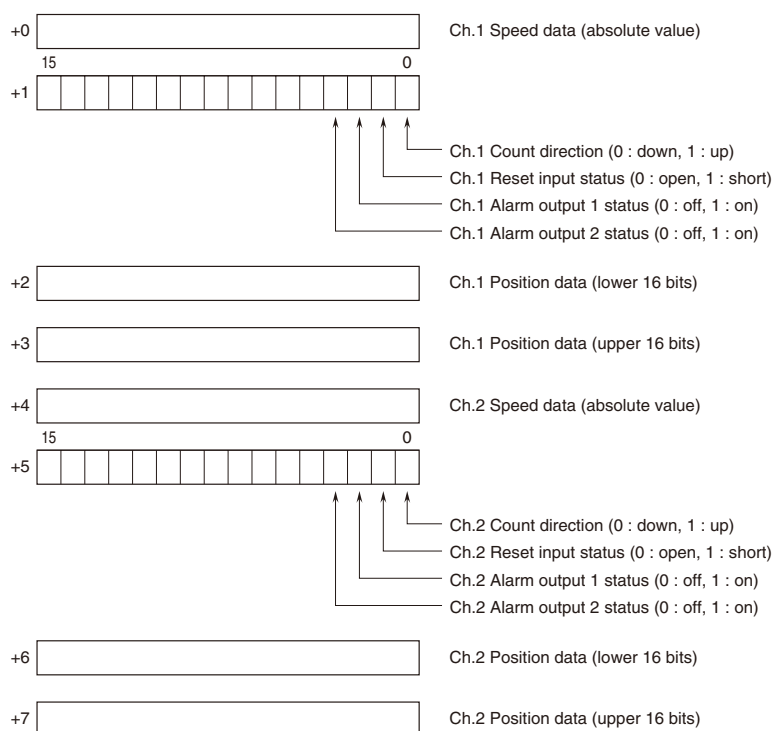 +0 Ch.1 Speed data (absolute value)
15 0
+1
Ch.1 Count direction (0 : down, 1 : up)
Ch.1 Reset input status (0 : open, 1 : short)
Ch.1 Alarm output 1 status (0 : off, 1 : on)
Ch.1 Alarm output 2 status (0 : off, 1 : on)
+2 Ch.1 Position data (lower 16 bits)
+3 Ch.1 Position data (upper 16 bits)
+4 Ch.2 Speed data (absolute value)
15 0
+5
Ch.2 Count direction (0 : down, 1 : up)
Ch.2 Reset input status (0 : open, 1 : short)
Ch.2 Alarm output 1 status (0 : off, 1 : on)
Ch.2 Alarm output 2 status (0 : off, 1 : on)
+6 Ch.2 Position data (lower 16 bits)
+7 Ch.2 Position data (upper 16 bits)